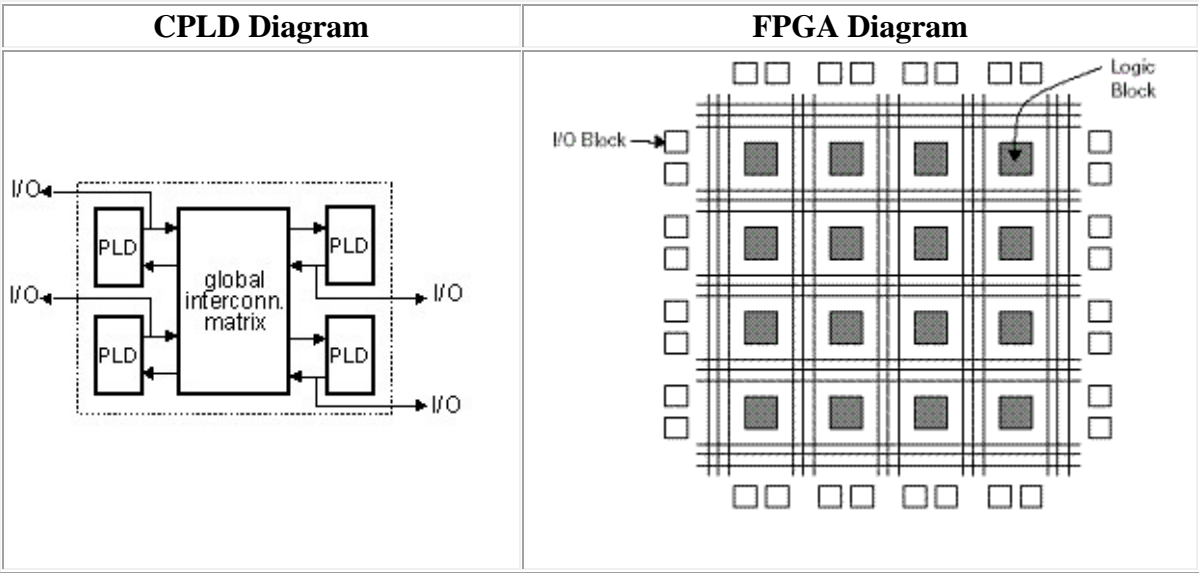 CPLD Diagram
FPGA Diagram
I/O
PLD
PLD
I/O
global
interconn.
matrix
I/O
PLD
PLD
I/O
Logic
Block
I/O Block